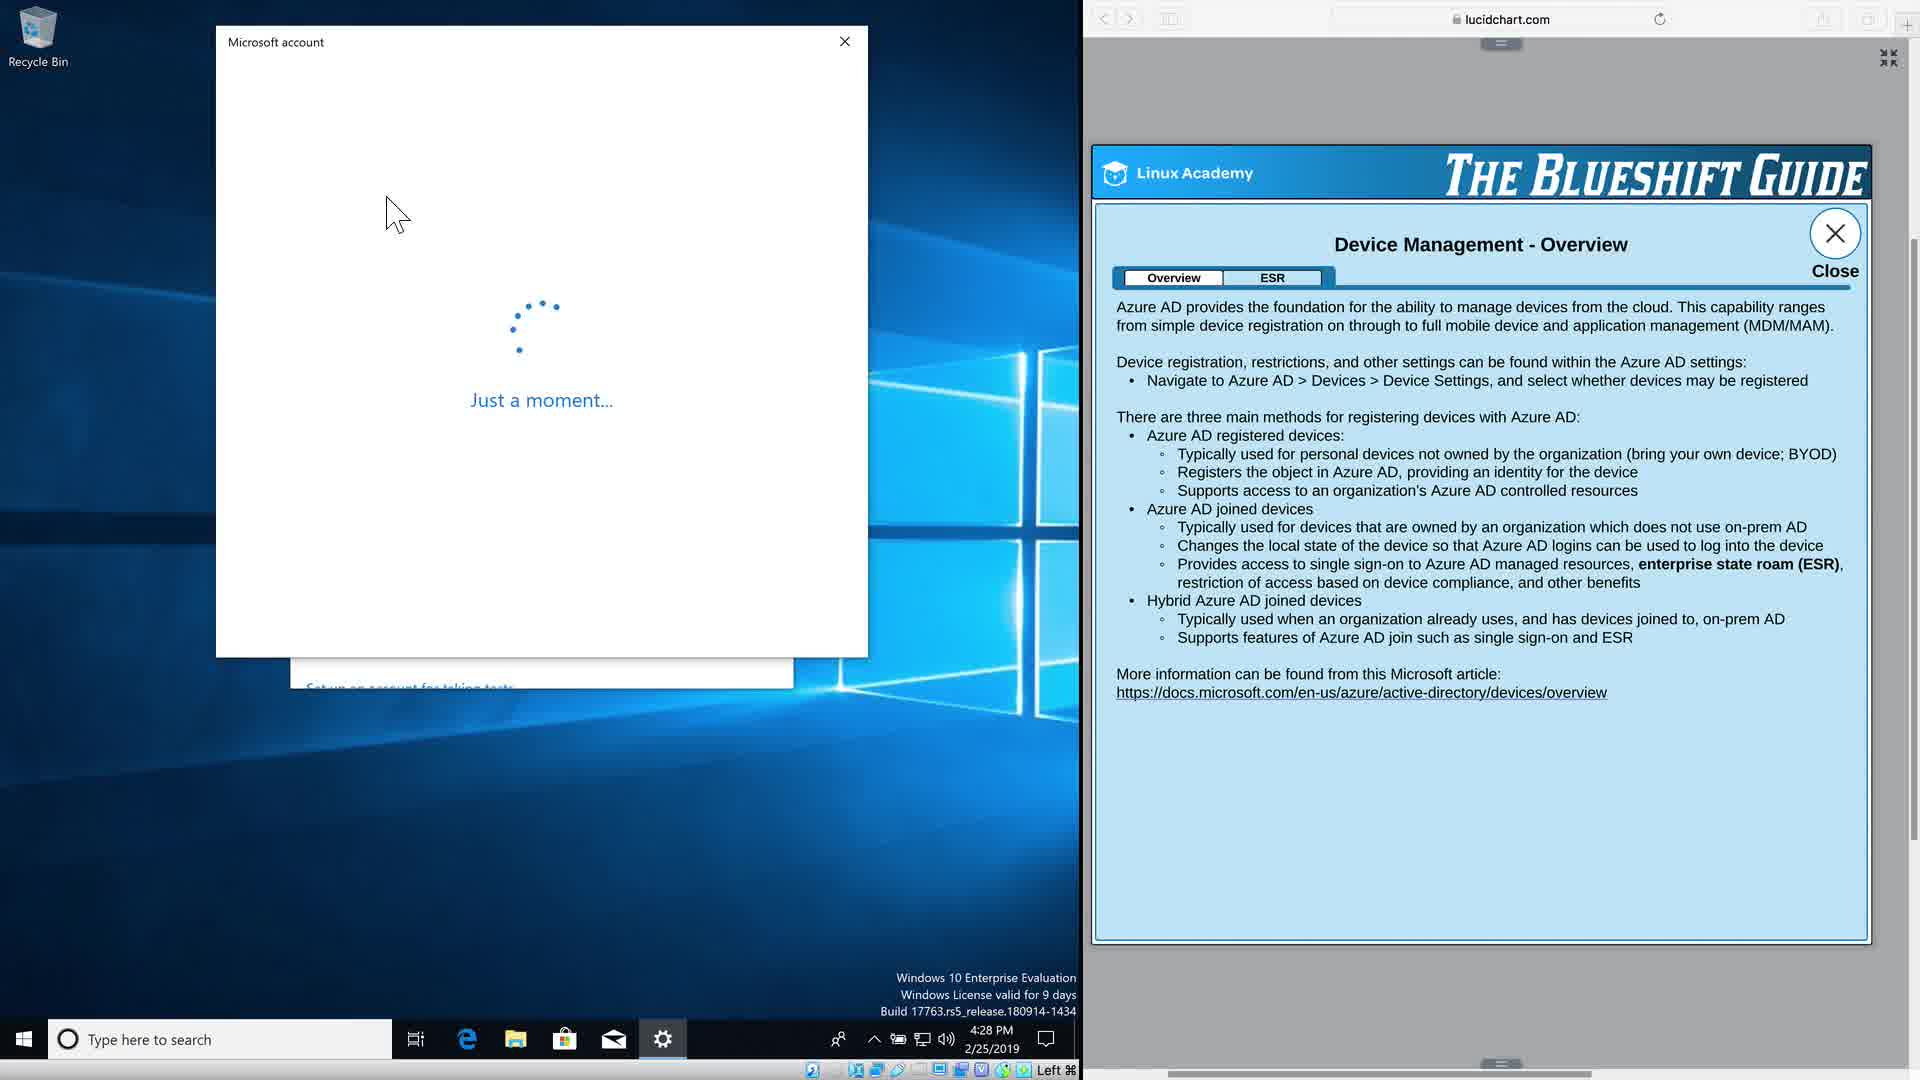 Recycle Bin
Microsoft account
Just a moment...
Set up an account for taking tests
Windows 10 Enterprise Evaluation
Windows License valid for 9 days
Build 17763.rs5_release.180914-1434
Type here to search
4:28 PM
2/25/2019
Left ⌘
lucidchart.com
Linux Academy
THE BLUESHIFT GUIDE
Device Management - Overview
Close
Overview
ESR
Azure AD provides the foundation for the ability to manage devices from the cloud. This capability ranges
from simple device registration on through to full mobile device and application management (MDM/MAM).
Device registration, restrictions, and other settings can be found within the Azure AD settings:
• Navigate to Azure AD > Devices > Device Settings, and select whether devices may be registered
There are three main methods for registering devices with Azure AD:
• Azure AD registered devices:
◦ Typically used for personal devices not owned by the organization (bring your own device; BYOD)
◦ Registers the object in Azure AD, providing an identity for the device
◦ Supports access to an organization's Azure AD controlled resources
• Azure AD joined devices
◦ Typically used for devices that are owned by an organization which does not use on-prem AD
◦ Changes the local state of the device so that Azure AD logins can be used to log into the device
◦ Provides access to single sign-on to Azure AD managed resources, enterprise state roam (ESR),
restriction of access based on device compliance, and other benefits
• Hybrid Azure AD joined devices
◦ Typically used when an organization already uses, and has devices joined to, on-prem AD
◦ Supports features of Azure AD join such as single sign-on and ESR
More information can be found from this Microsoft article:
https://docs.microsoft.com/en-us/azure/active-directory/devices/overview